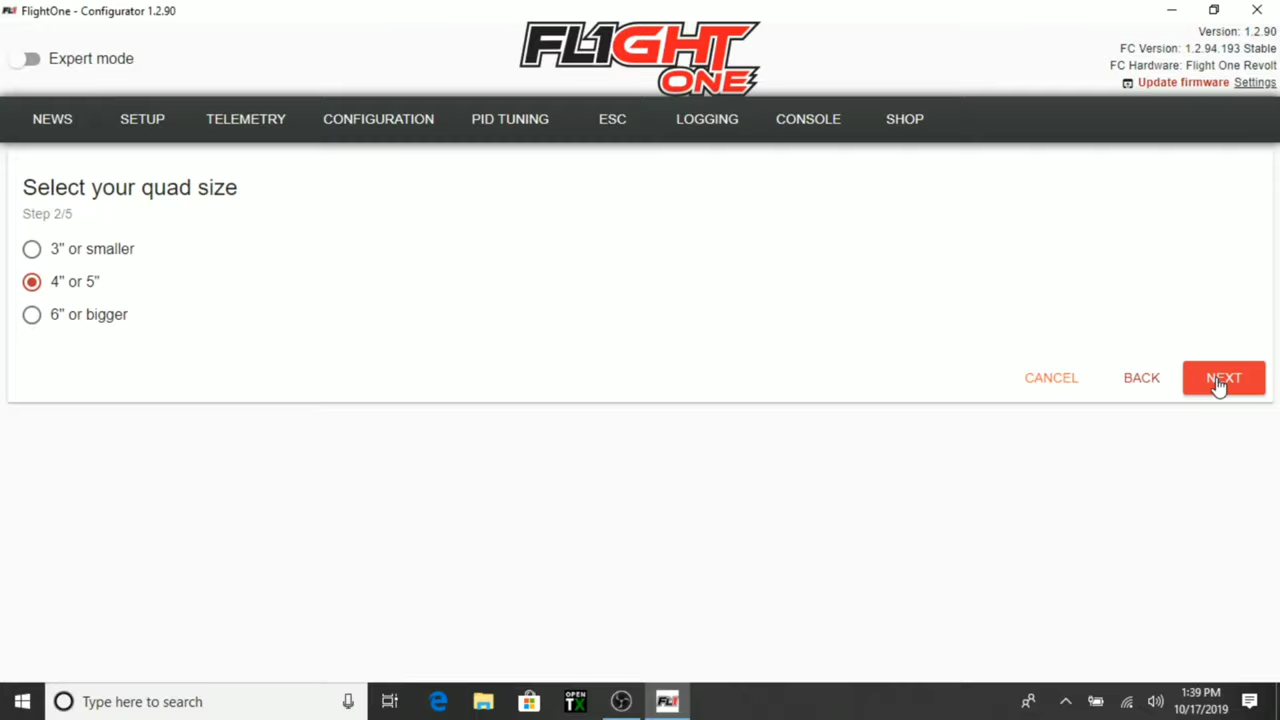 FlightOne - Configurator 1.2.90
Expert mode
FL1GHT
ONE
Version: 1.2.90
FC Version: 1.2.94.193 Stable
FC Hardware: Flight One Revolt
Update firmware Settings
NEWS SETUP TELEMETRY CONFIGURATION PID TUNING ESC LOGGING CONSOLE SHOP
Select your quad size
Step 2/5
3" or smaller
4" or 5"
6" or bigger
CANCEL BACK NEXT
Type here to search
OPEN
TX
FL1
1:39 PM
10/17/2019